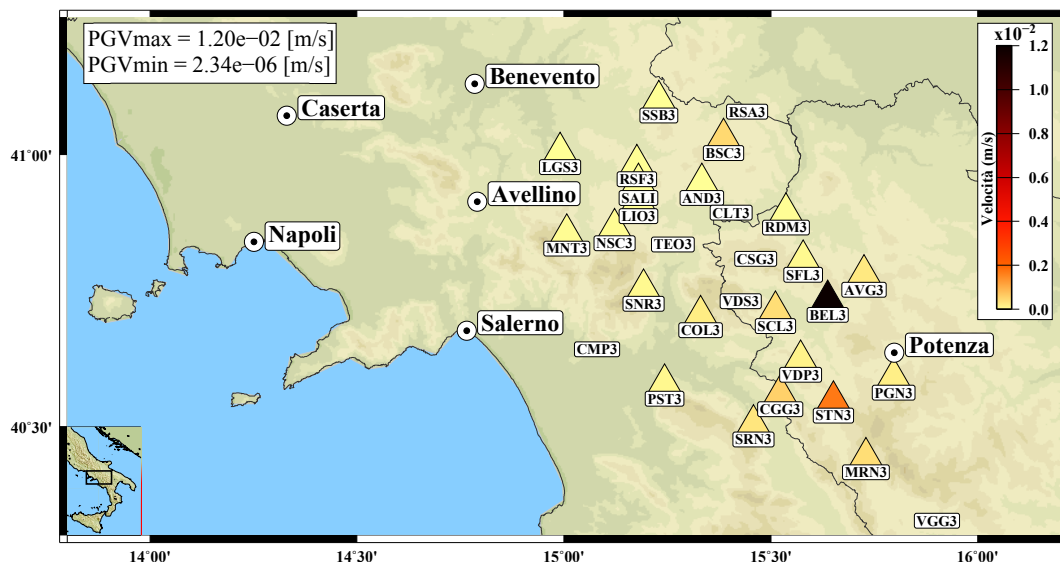 PGVmax = 1.20e−02 [m/s]
PGVmin = 2.34e−06 [m/s]
x10⁻²
1.2
1.0
0.8
0.6
0.4
0.2
0.0
Velocità (m/s)
Benevento
Caserta
Avellino
Napoli
Salerno
Potenza
SSB3
RSA3
BSC3
LGS3
RSF3
SALI
AND3
LIO3
CLT3
RDM3
MNT3
NSC3
TEO3
CSG3
SFL3
AVG3
SNR3
VDS3
BEL3
COL3
SCL3
CMP3
VDP3
PGN3
PST3
CGG3
STN3
SRN3
MRN3
VGG3
41°00'
40°30'
14°00'
14°30'
15°00'
15°30'
16°00'